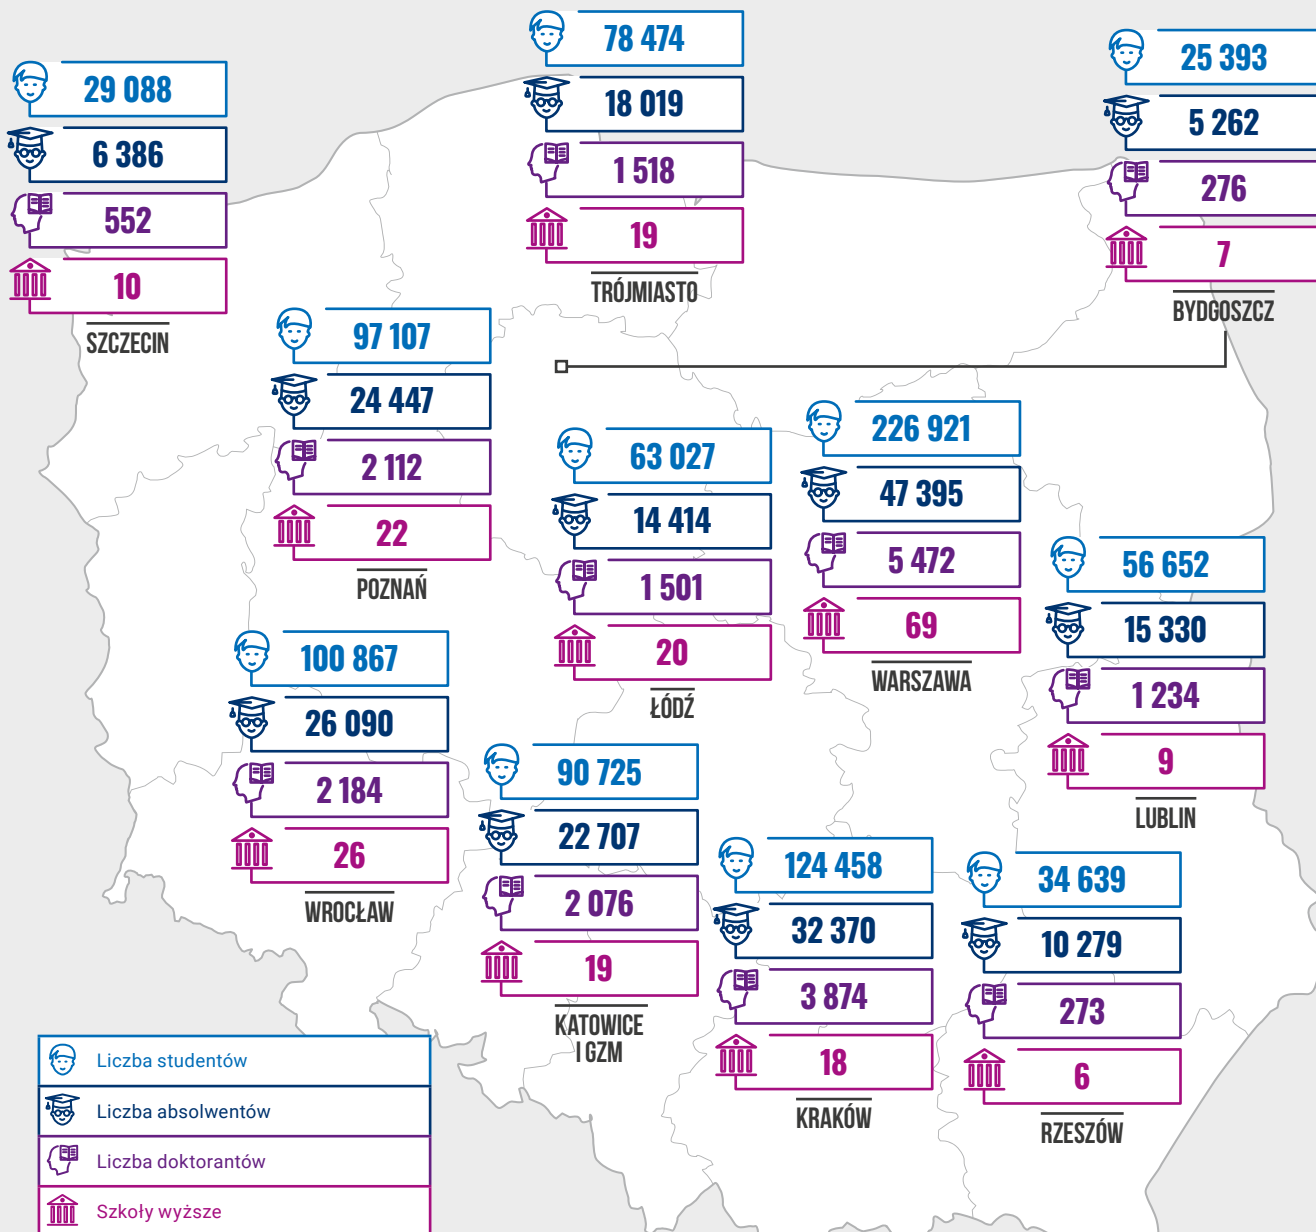 29 088
6 386
552
10
SZCZECIN
78 474
18 019
1 518
19
TRÓJMIASTO
25 393
5 262
276
7
BYDGOSZCZ
97 107
24 447
2 112
22
POZNAŃ
63 027
14 414
1 501
20
ŁÓDŹ
226 921
47 395
5 472
69
WARSZAWA
56 652
15 330
1 234
9
LUBLIN
100 867
26 090
2 184
26
WROCŁAW
90 725
22 707
2 076
19
KATOWICE
I GZM
124 458
32 370
3 874
18
KRAKÓW
34 639
10 279
273
6
RZESZÓW
Liczba studentów
Liczba absolwentów
Liczba doktorantów
Szkoły wyższe